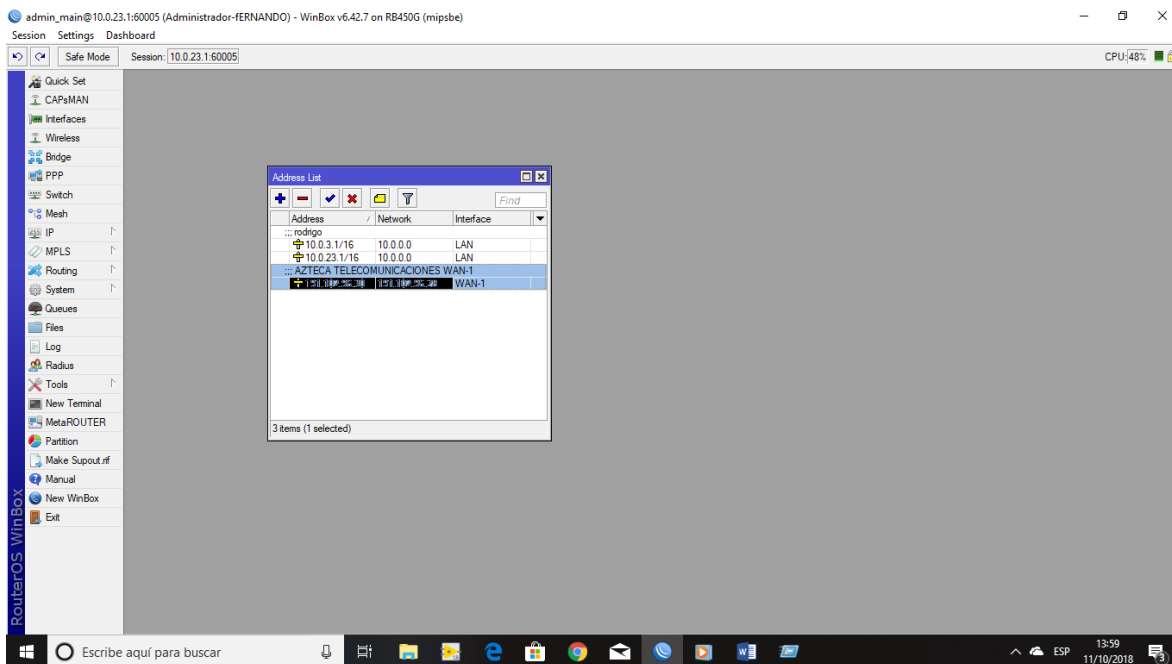 admin_main@10.0.23.1:60005 (Administrador-fERNANDO) - WinBox v6.42.7 on RB450G (mipsbe)
Session Settings Dashboard
Safe Mode Session: 10.0.23.1:60005 CPU: 48%
Quick Set
CAPsMAN
Interfaces
Wireless
Bridge
PPP
Switch
Mesh
IP
MPLS
Routing
System
Queues
Files
Log
Radius
Tools
New Terminal
MetaROUTER
Partition
Make Supout.rif
Manual
New WinBox
Exit
RouterOS WinBox
Address List
Find
Address Network Interface
;;; rodrigo
10.0.3.1/16 10.0.0.0 LAN
10.0.23.1/16 10.0.0.0 LAN
;;; AZTECA TELECOMUNICACIONES WAN-1
WAN-1
3 items (1 selected)
Escribe aquí para buscar
ESP
13:59
11/10/2018
3